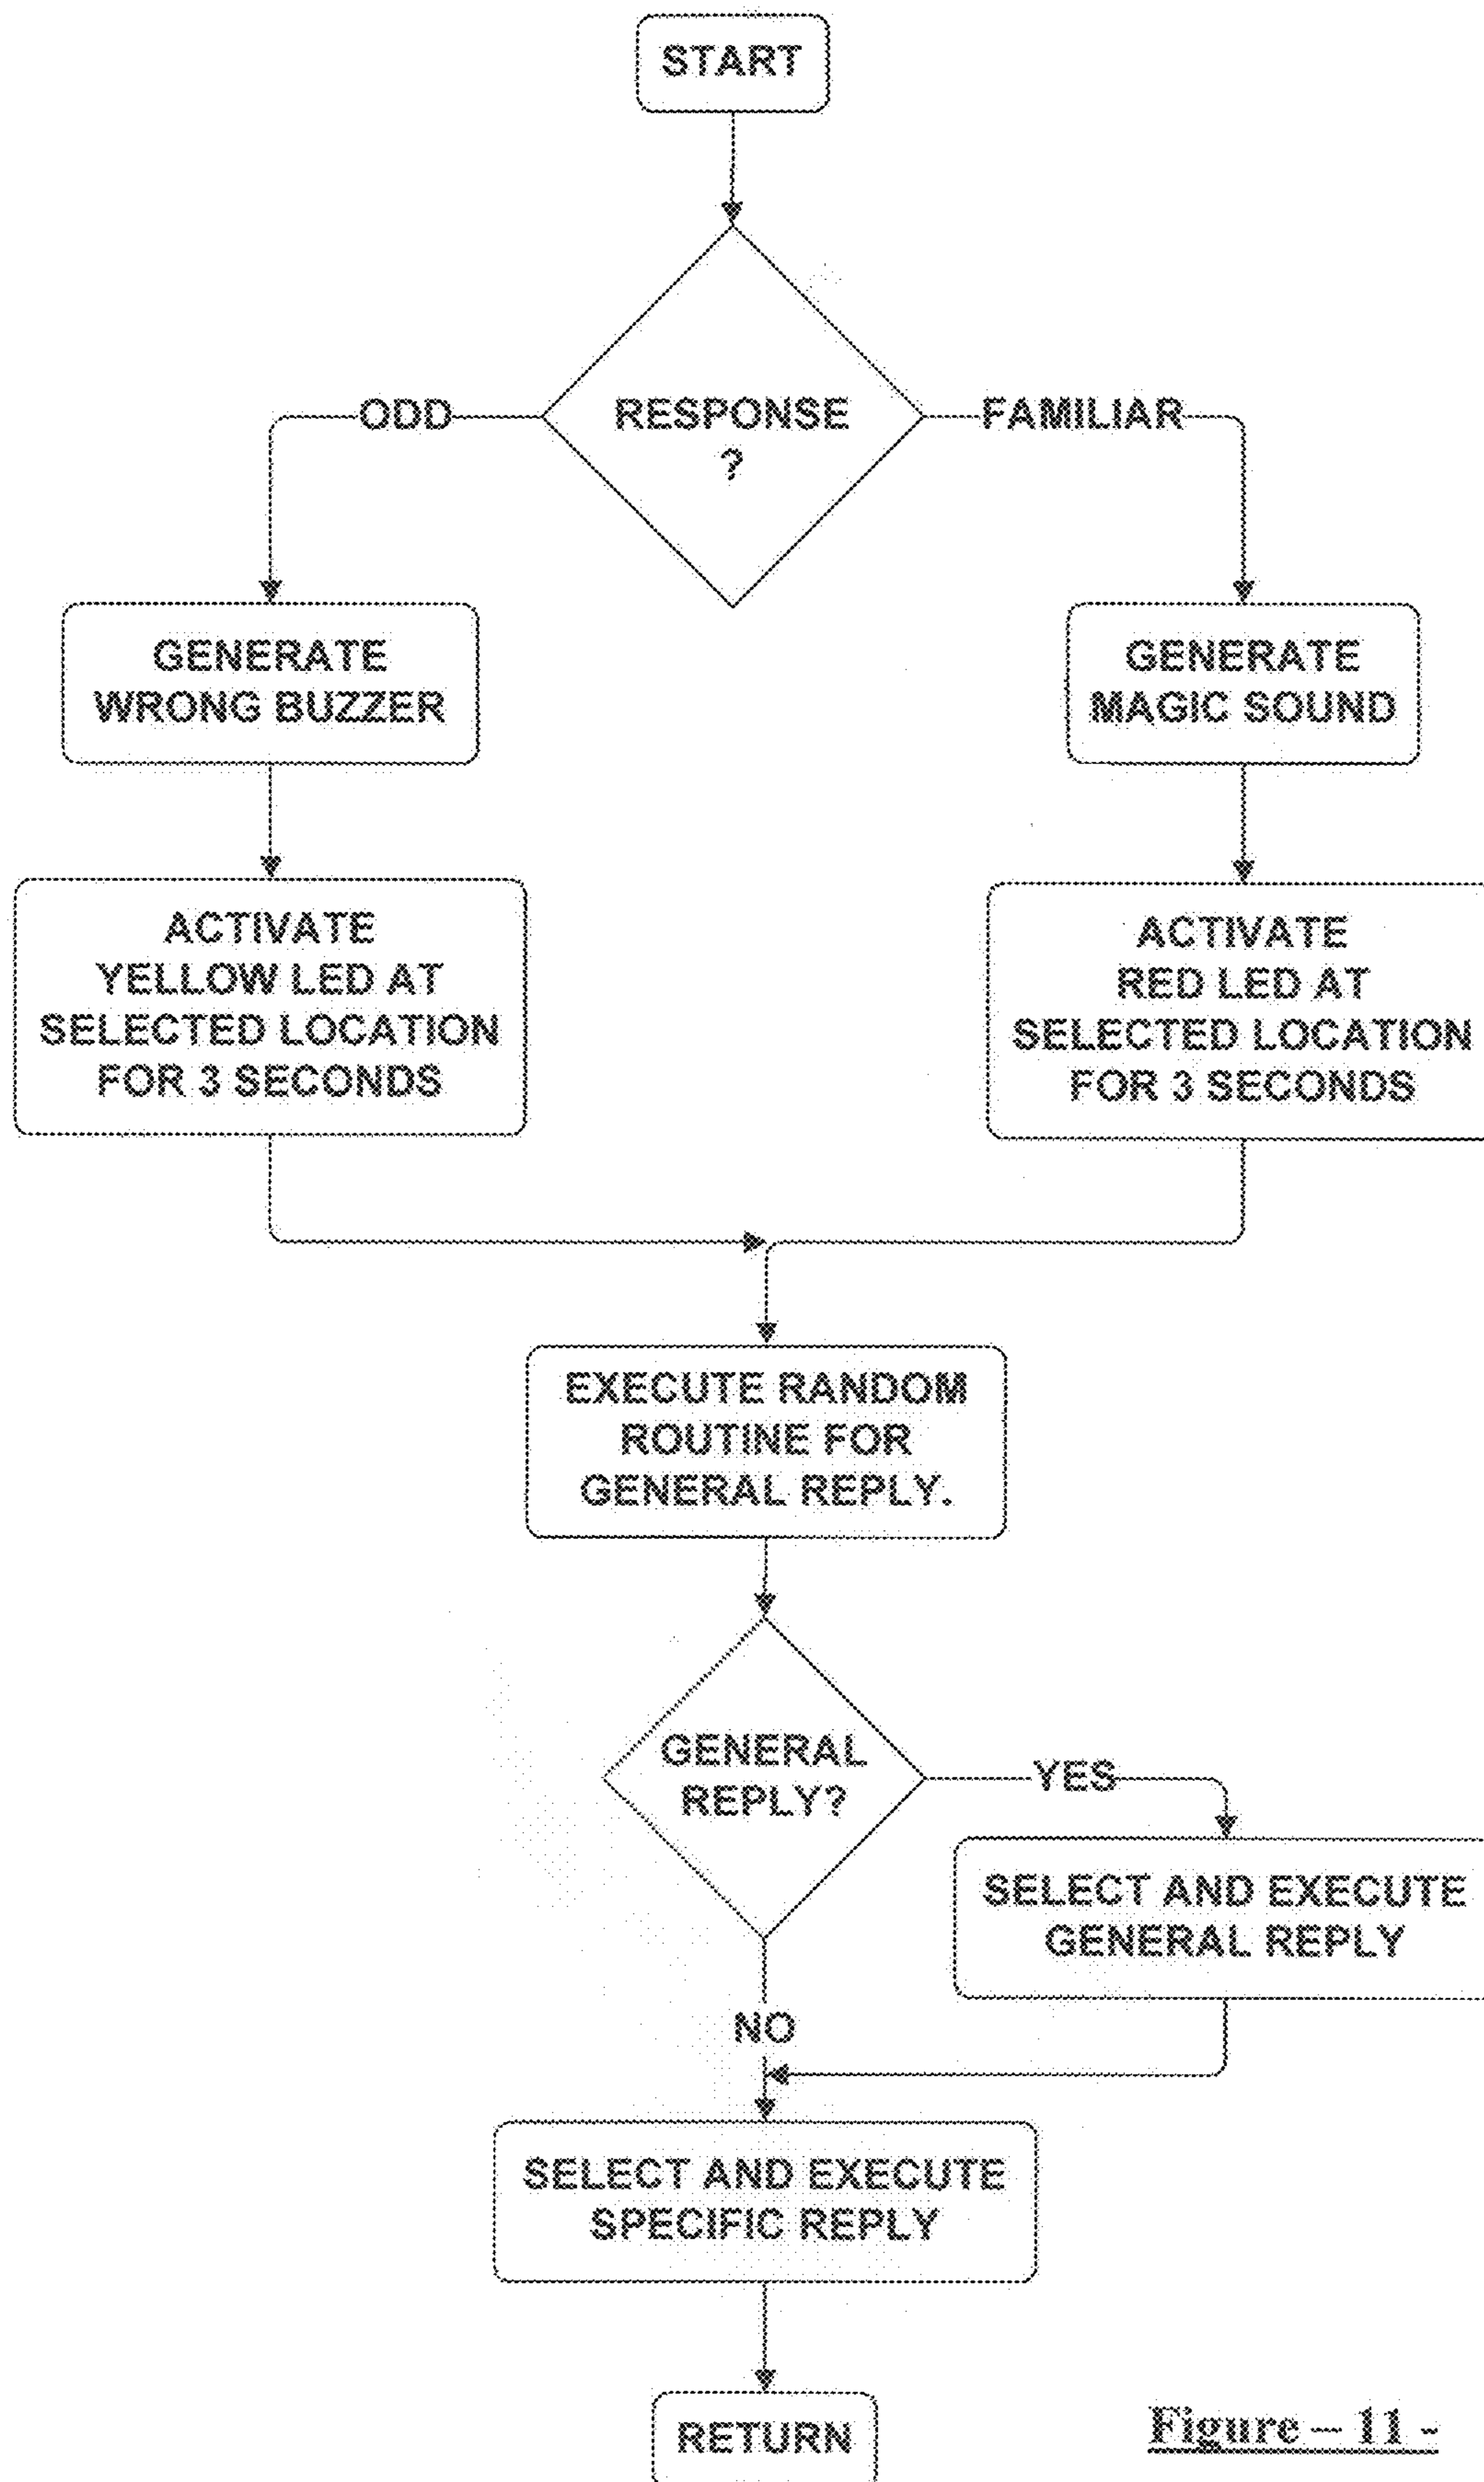 START
RESPONSE
?
ODD
FAMILIAR
GENERATE
WRONG BUZZER
GENERATE
MAGIC SOUND
ACTIVATE
YELLOW LED AT
SELECTED LOCATION
FOR 3 SECONDS
ACTIVATE
RED LED AT
SELECTED LOCATION
FOR 3 SECONDS
EXECUTE RANDOM
ROUTINE FOR
GENERAL REPLY.
GENERAL
REPLY?
YES
SELECT AND EXECUTE
GENERAL REPLY
NO
SELECT AND EXECUTE
SPECIFIC REPLY
RETURN
Figure – 11 -